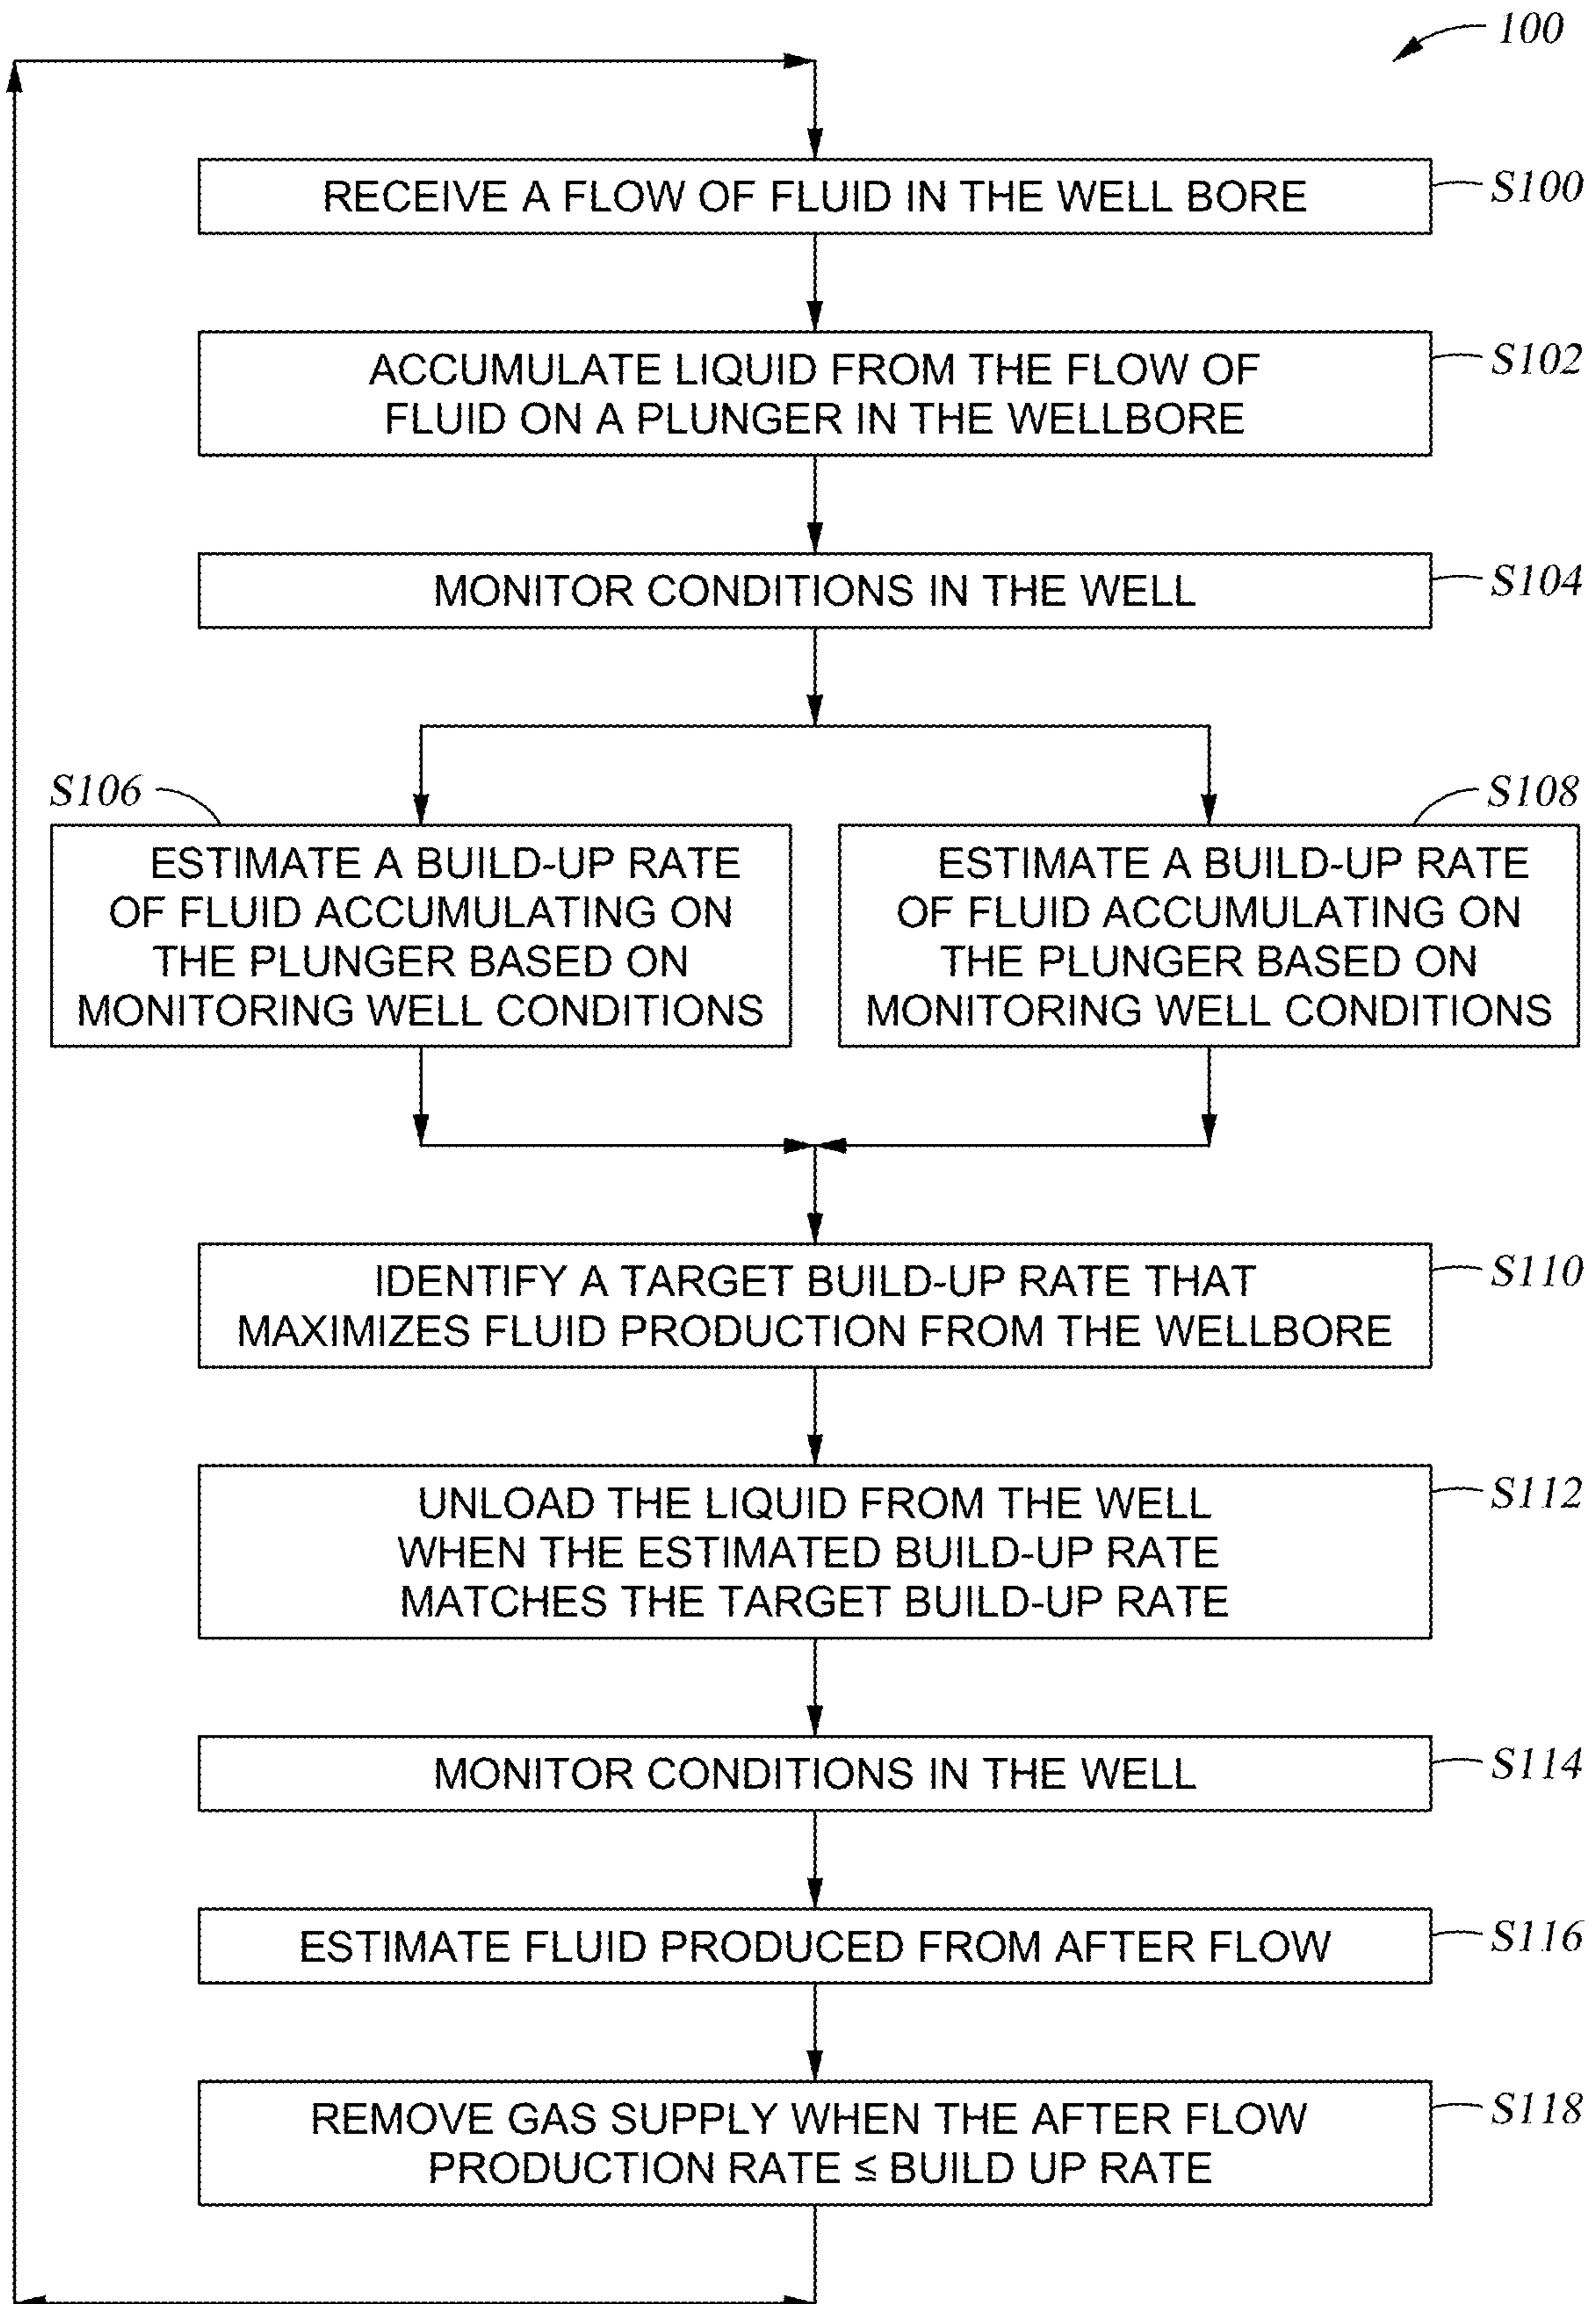 100
RECEIVE A FLOW OF FLUID IN THE WELL BORE
S100
ACCUMULATE LIQUID FROM THE FLOW OF
FLUID ON A PLUNGER IN THE WELLBORE
S102
MONITOR CONDITIONS IN THE WELL
S104
S106
ESTIMATE A BUILD-UP RATE
OF FLUID ACCUMULATING ON
THE PLUNGER BASED ON
MONITORING WELL CONDITIONS
S108
ESTIMATE A BUILD-UP RATE
OF FLUID ACCUMULATING ON
THE PLUNGER BASED ON
MONITORING WELL CONDITIONS
IDENTIFY A TARGET BUILD-UP RATE THAT
MAXIMIZES FLUID PRODUCTION FROM THE WELLBORE
S110
UNLOAD THE LIQUID FROM THE WELL
WHEN THE ESTIMATED BUILD-UP RATE
MATCHES THE TARGET BUILD-UP RATE
S112
MONITOR CONDITIONS IN THE WELL
S114
ESTIMATE FLUID PRODUCED FROM AFTER FLOW
S116
REMOVE GAS SUPPLY WHEN THE AFTER FLOW
PRODUCTION RATE ≤ BUILD UP RATE
S118